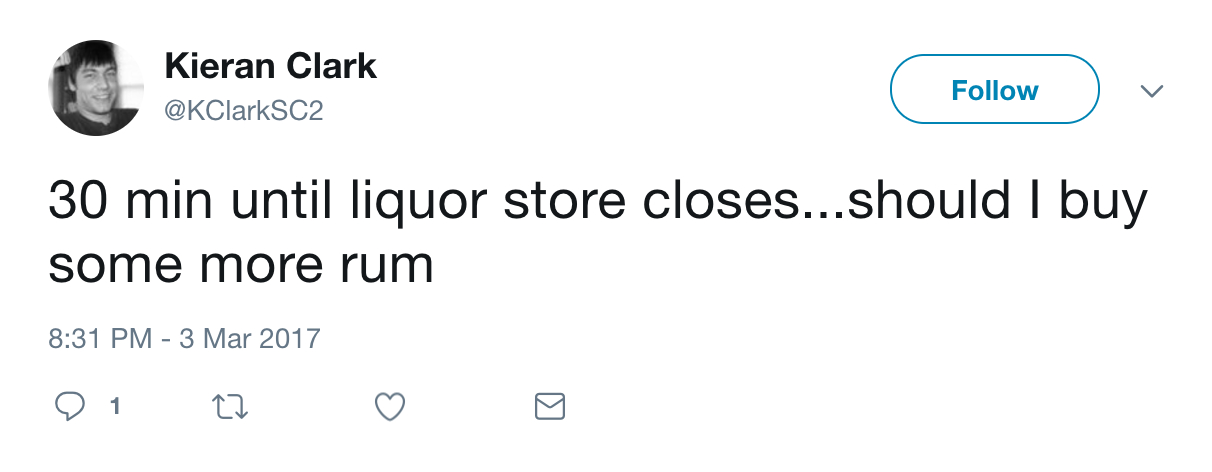 Kieran Clark
@KClarkSC2
Follow
30 min until liquor store closes...should I buy
some more rum
8:31 PM - 3 Mar 2017
1